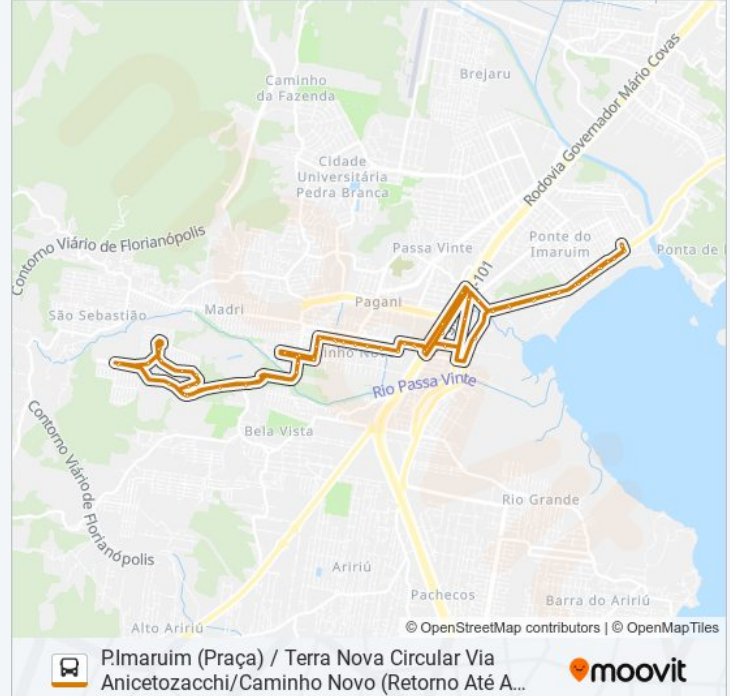 Caminho
da Fazenda
Brejaru
Rodovia Governador Mário Covas
Cidade
Universitária
Pedra Branca
Contorno Viário de Florianópolis
Passa Vinte
Ponte do
Imaruim
Ponta de
-101
São Sebastião
Madri
Pagani
inho No
Rio Passa Vinte
Bela Vista
Contorno Viário de Florianópolis
Rio Grande
Aririú
Pachecos
Barra do Aririú
Alto Aririú
© OpenStreetMap contributors | © OpenMapTiles
P.Imaruim (Praça) / Terra Nova Circular Via
Anicetozacchi/Caminho Novo (Retorno Até A...
moovit